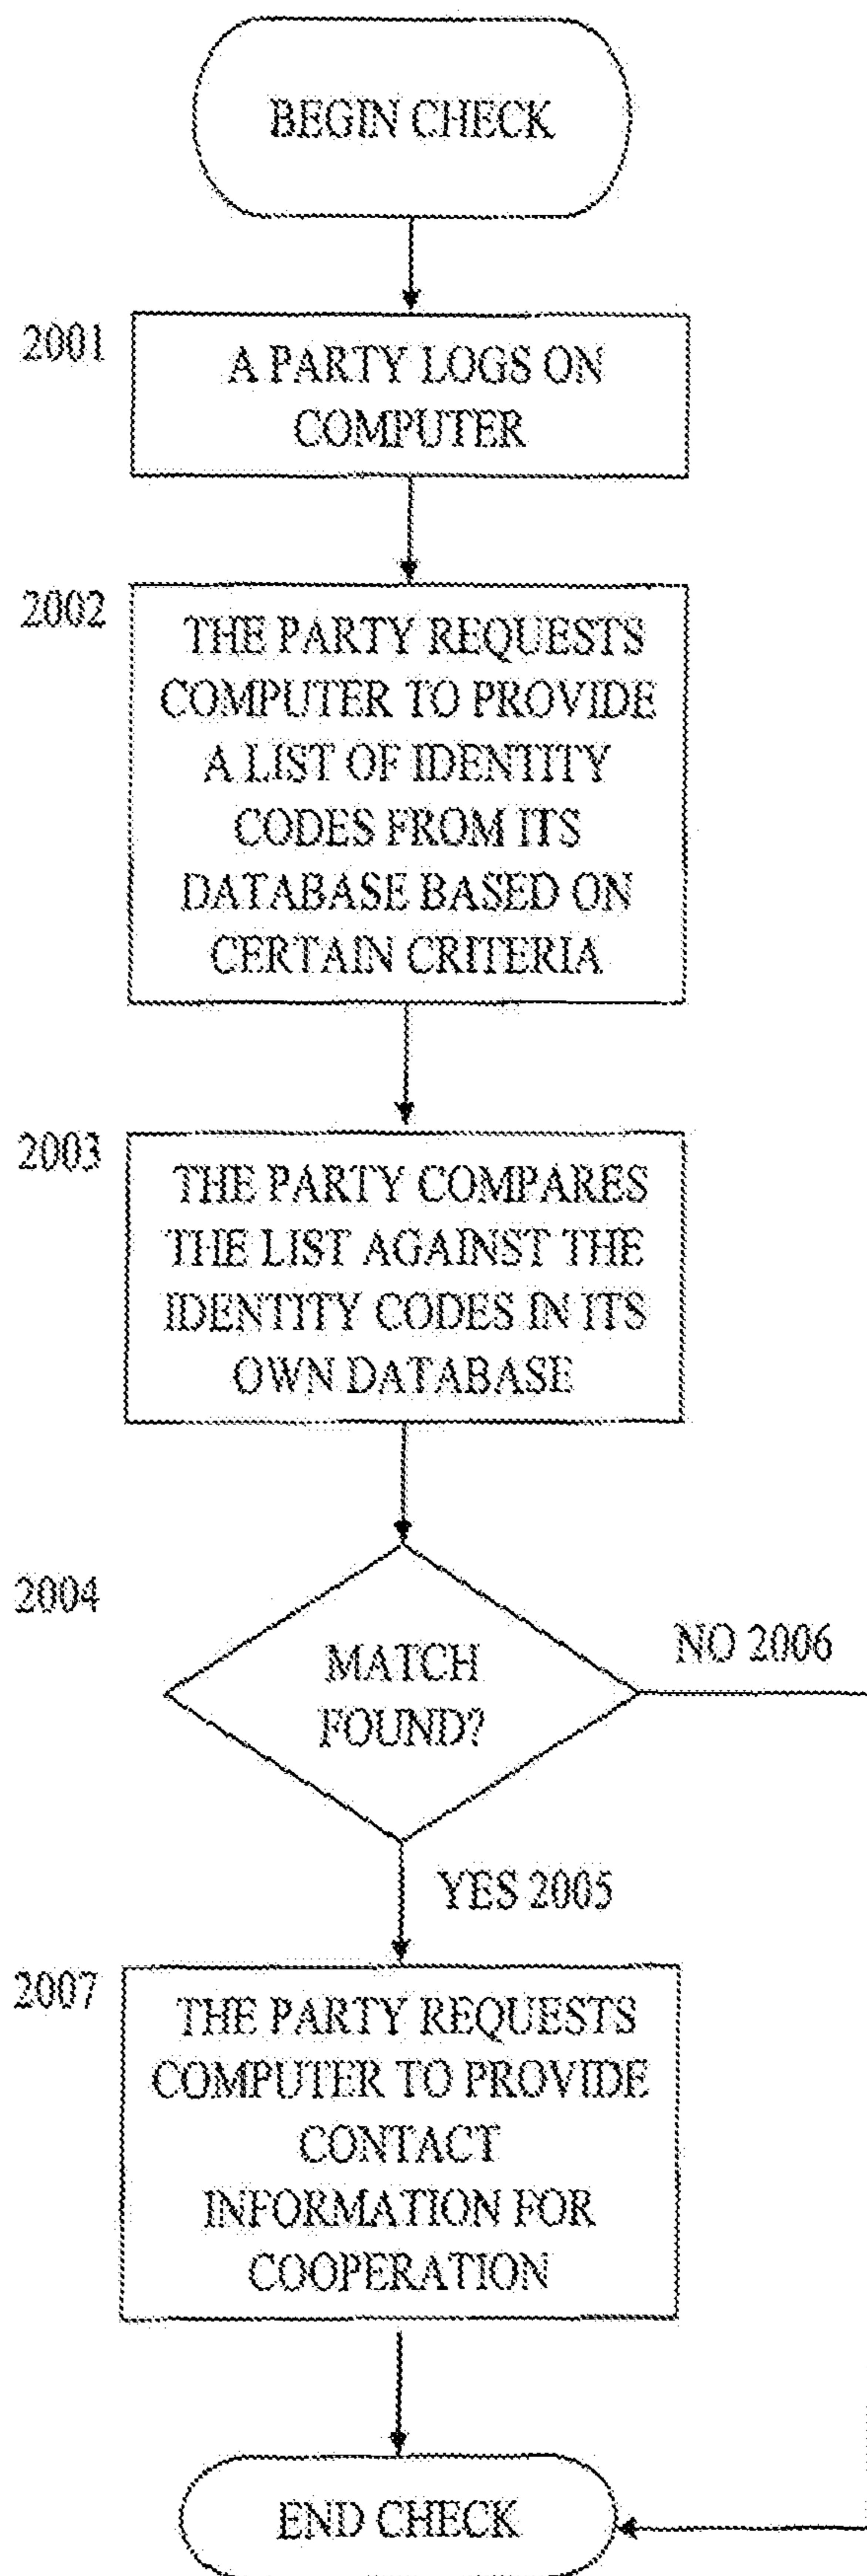 BEGIN CHECK
2001
A PARTY LOGS ON
COMPUTER
2002
THE PARTY REQUESTS
COMPUTER TO PROVIDE
A LIST OF IDENTITY
CODES FROM ITS
DATABASE BASED ON
CERTAIN CRITERIA
2003
THE PARTY COMPARES
THE LIST AGAINST THE
IDENTITY CODES IN ITS
OWN DATABASE
2004
MATCH
FOUND?
NO 2006
YES 2005
2007
THE PARTY REQUESTS
COMPUTER TO PROVIDE
CONTACT
INFORMATION FOR
COOPERATION
END CHECK